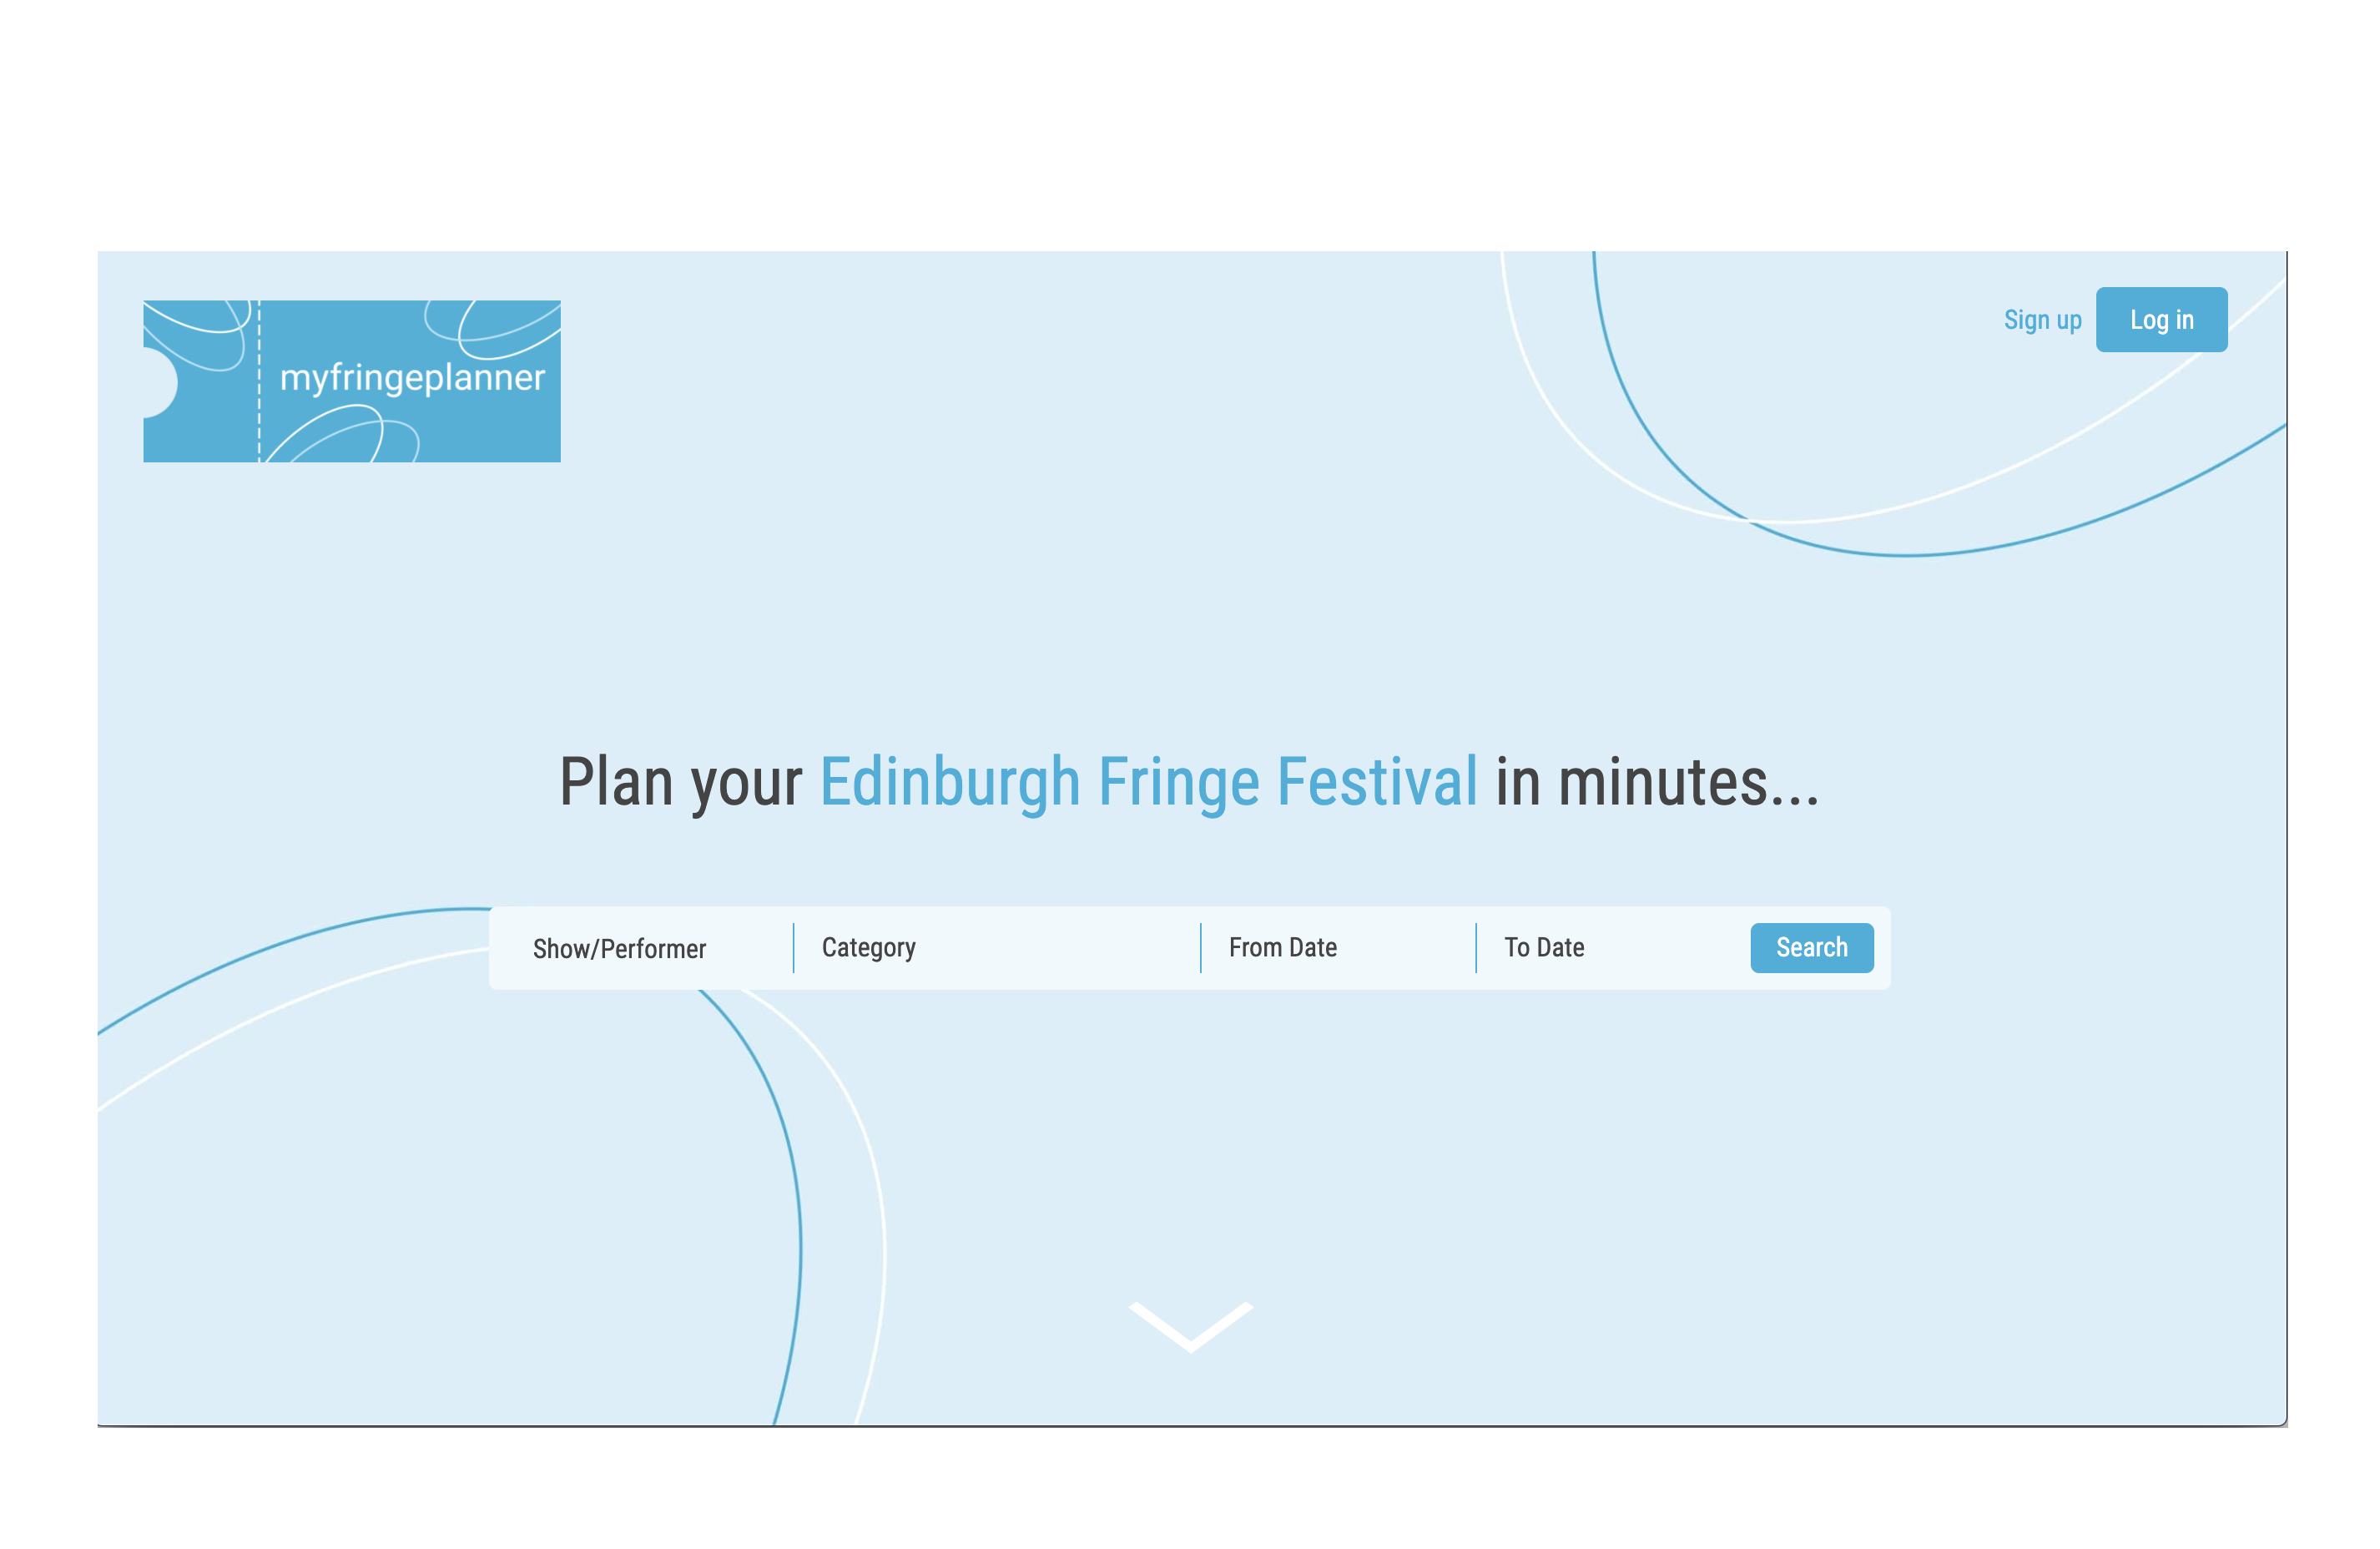 myfringeplanner
Sign up
Log in
Plan your Edinburgh Fringe Festival in minutes...
Show/Performer
Category
From Date
To Date
Search